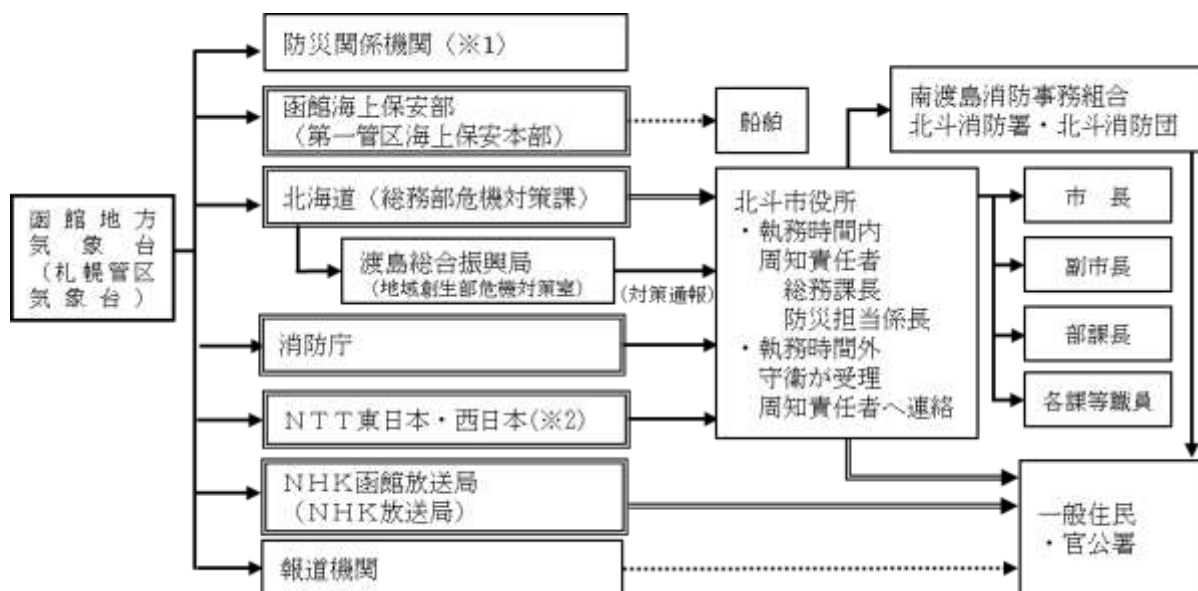 函館地方
気象台
（札幌管区
気象台）
防災関係機関（※1）
函館海上保安部
（第一管区海上保安本部）
船舶
北海道（総務部危機対策課）
渡島総合振興局
（地域創生部危機対策室）
（対策通報）
消防庁
ＮＴＴ東日本・西日本(※2)
ＮＨＫ函館放送局
（ＮＨＫ放送局）
報道機関
北斗市役所
・執務時間内
周知責任者
総務課長
防災担当係長
・執務時間外
守衛が受理
周知責任者へ連絡
南渡島消防事務組合
北斗消防署・北斗消防団
市　長
副市長
部課長
各課等職員
一般住民
・官公署